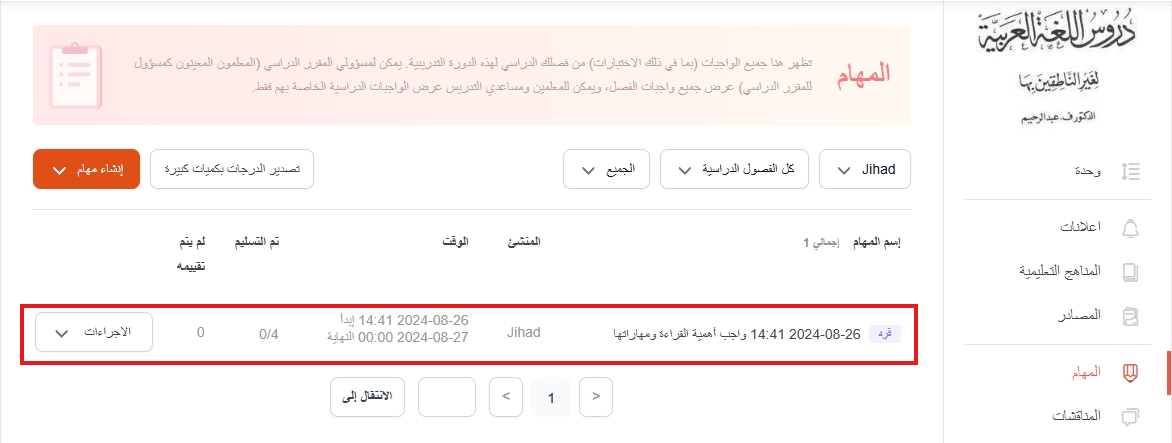 دروس اللغة العربية
لغير الناطقين بها
الدكتور ف. عبد الرحيم
وحدة
اعلانات
المناهج التعليمية
المصادر
المهام
المناقشات
المهام
تظهر هنا جميع الواجبات (بما في ذلك الاختبارات) من فصلك الدراسي لهذه الدورة التدريبية. يمكن لمسؤولي المقرر الدراسي (المعلمون المعينون كمسؤول
للمقرر الدراسي) عرض جميع واجبات الفصل، ويمكن للمعلمين ومساعدي التدريس عرض الواجبات الدراسية الخاصة بهم فقط.
Jihad
كل الفصول الدراسية
الجميع
تصدير الدرجات بكميات كبيرة
إنشاء مهام
إسم المهام إجمالي 1
المنشئ
الوقت
تم التسليم
لم يتم
تقييمه
فرد
2024-08-26 14:41 واجب أهمية القراءة ومهاراتها
Jihad
2024-08-26 14:41 إبدأ
2024-08-27 00:00 النهاية
0/4
0
الاجراءات
< 1 >
الانتقال إلى